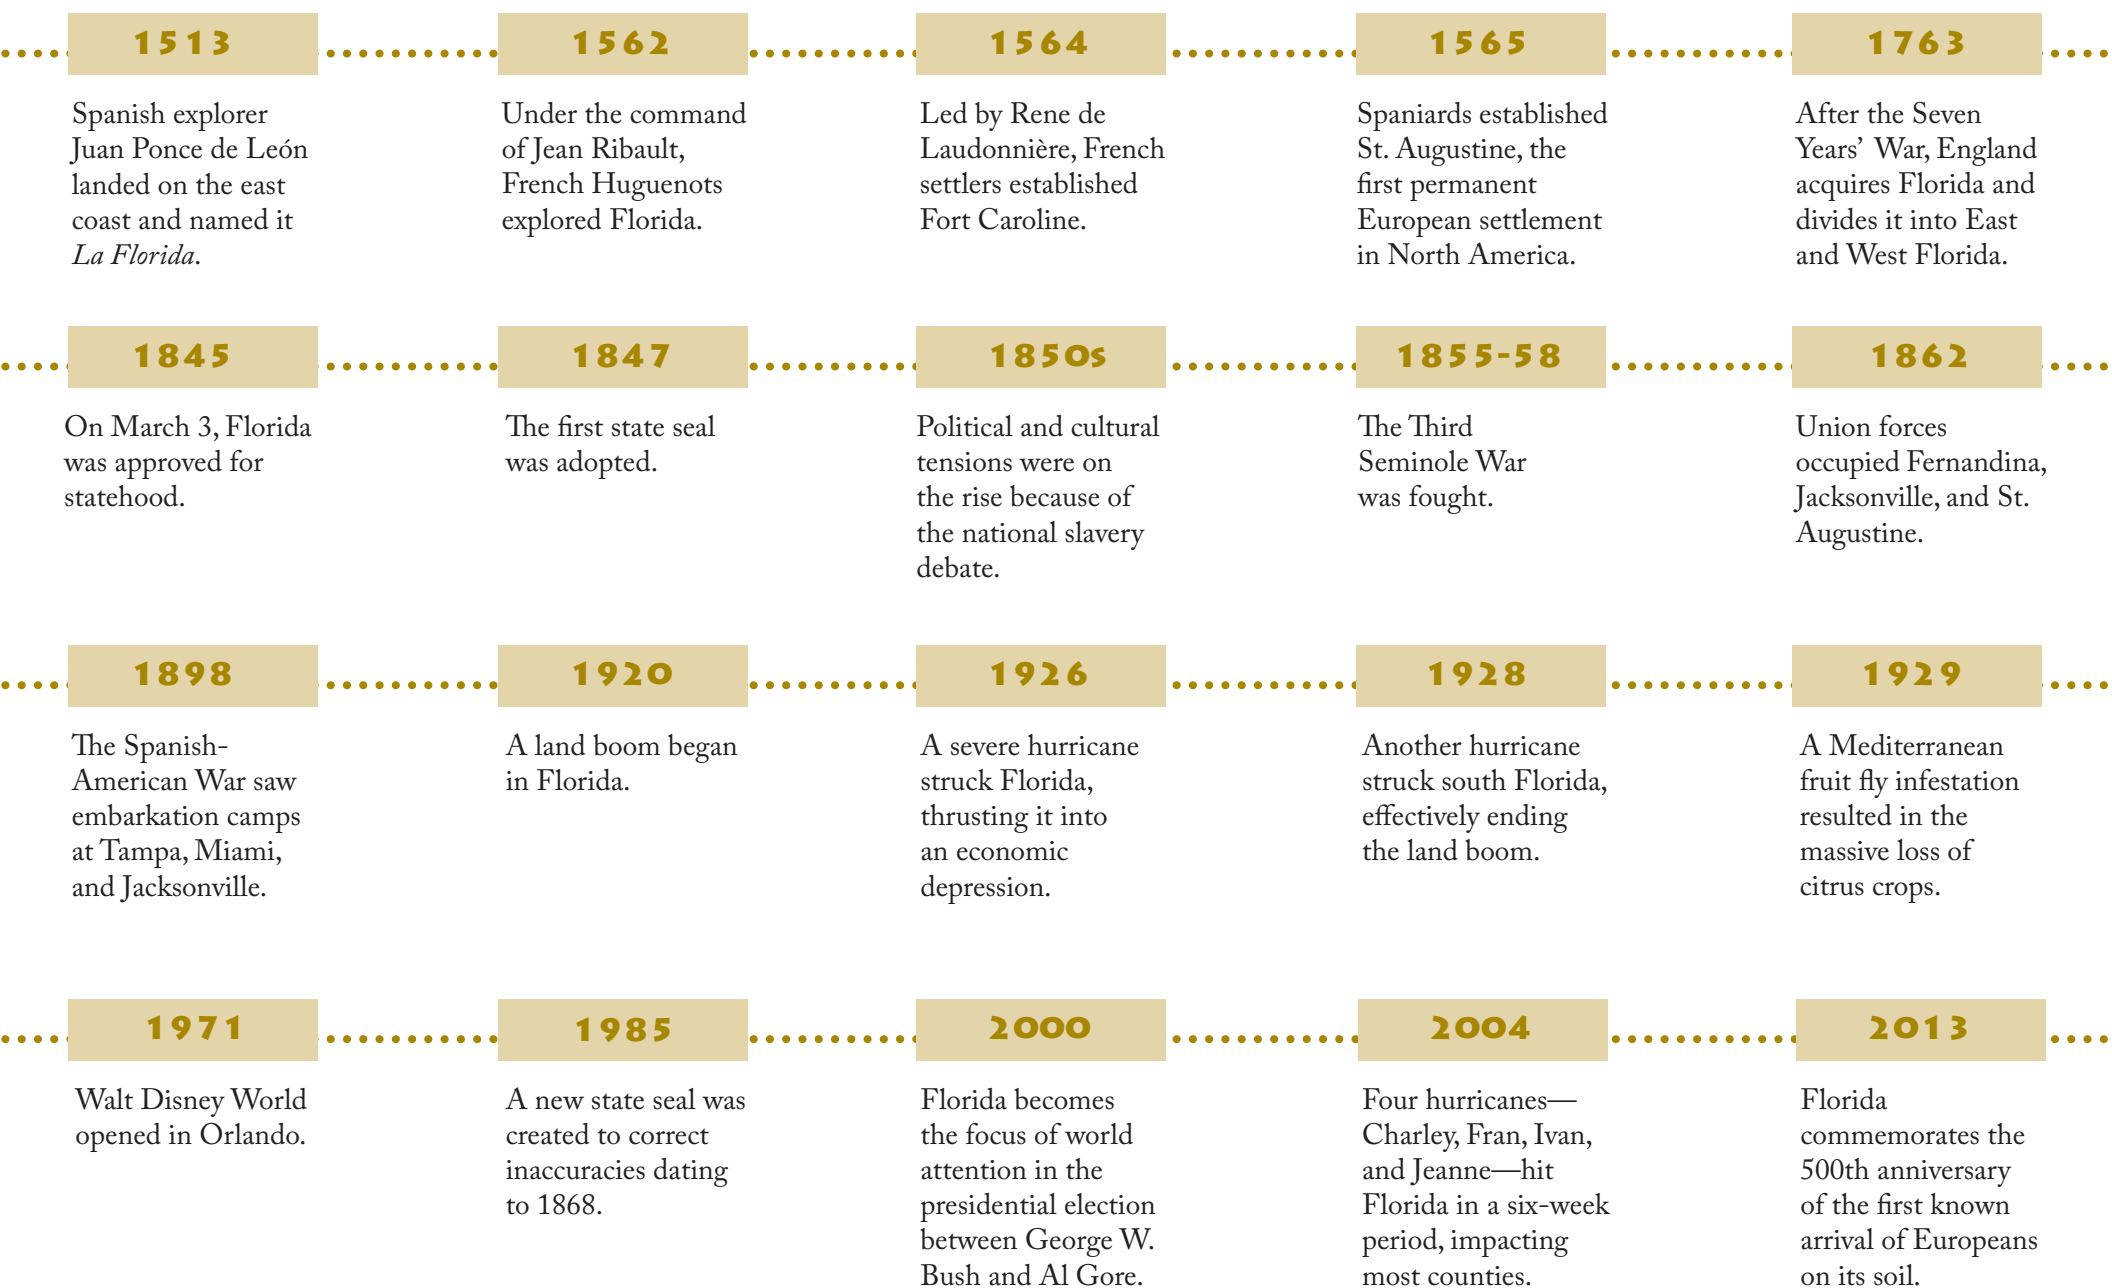 1513
Spanish explorer
Juan Ponce de León
landed on the east
coast and named it
La Florida.
1562
Under the command
of Jean Ribault,
French Huguenots
explored Florida.
1564
Led by Rene de
Laudonnière, French
settlers established
Fort Caroline.
1565
Spaniards established
St. Augustine, the
first permanent
European settlement
in North America.
1763
After the Seven
Years’ War, England
acquires Florida and
divides it into East
and West Florida.
1845
On March 3, Florida
was approved for
statehood.
1847
The first state seal
was adopted.
1850s
Political and cultural
tensions were on
the rise because of
the national slavery
debate.
1855-58
The Third
Seminole War
was fought.
1862
Union forces
occupied Fernandina,
Jacksonville, and St.
Augustine.
1898
The Spanish-
American War saw
embarkation camps
at Tampa, Miami,
and Jacksonville.
1920
A land boom began
in Florida.
1926
A severe hurricane
struck Florida,
thrusting it into
an economic
depression.
1928
Another hurricane
struck south Florida,
effectively ending
the land boom.
1929
A Mediterranean
fruit fly infestation
resulted in the
massive loss of
citrus crops.
1971
Walt Disney World
opened in Orlando.
1985
A new state seal was
created to correct
inaccuracies dating
to 1868.
2000
Florida becomes
the focus of world
attention in the
presidential election
between George W.
Bush and Al Gore.
2004
Four hurricanes—
Charley, Fran, Ivan,
and Jeanne—hit
Florida in a six-week
period, impacting
most counties.
2013
Florida
commemorates the
500th anniversary
of the first known
arrival of Europeans
on its soil.